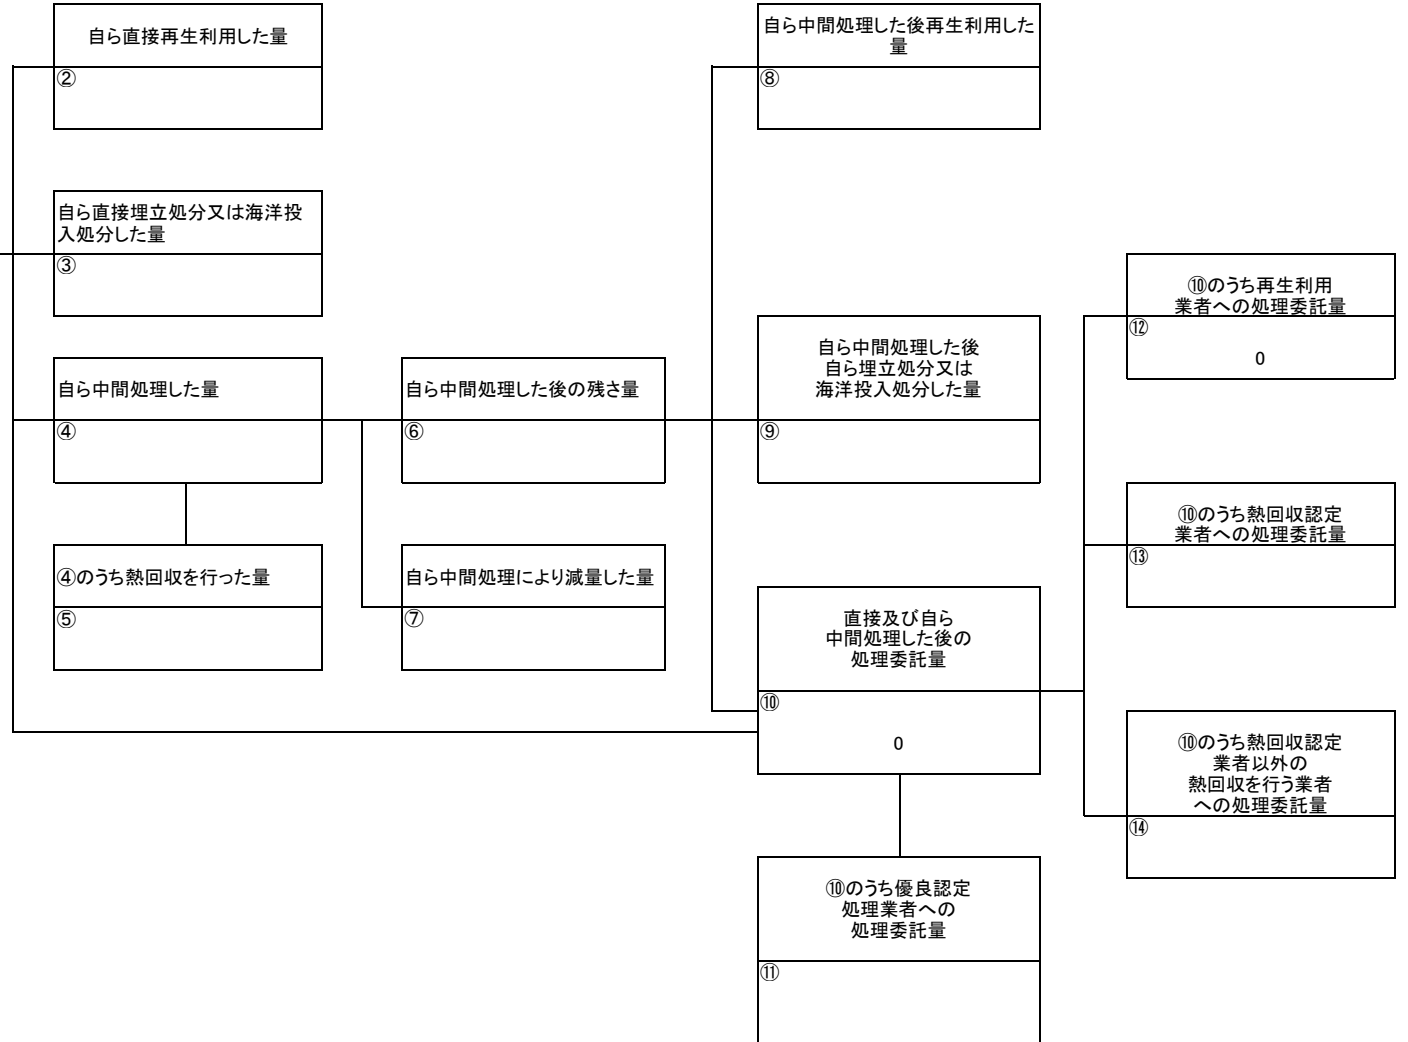 自ら直接再生利用した量
②
自ら直接埋立処分又は海洋投
入処分した量
③
自ら中間処理した量
④
④のうち熱回収を行った量
⑤
自ら中間処理した後の残さ量
⑥
自ら中間処理により減量した量
⑦
自ら中間処理した後再生利用した
量
⑧
自ら中間処理した後
自ら埋立処分又は
海洋投入処分した量
⑨
直接及び自ら
中間処理した後の
処理委託量
⑩
0
⑩のうち優良認定
処理業者への
処理委託量
⑪
⑩のうち再生利用
業者への処理委託量
⑫
0
⑩のうち熱回収認定
業者への処理委託量
⑬
⑩のうち熱回収認定
業者以外の
熱回収を行う業者
への処理委託量
⑭